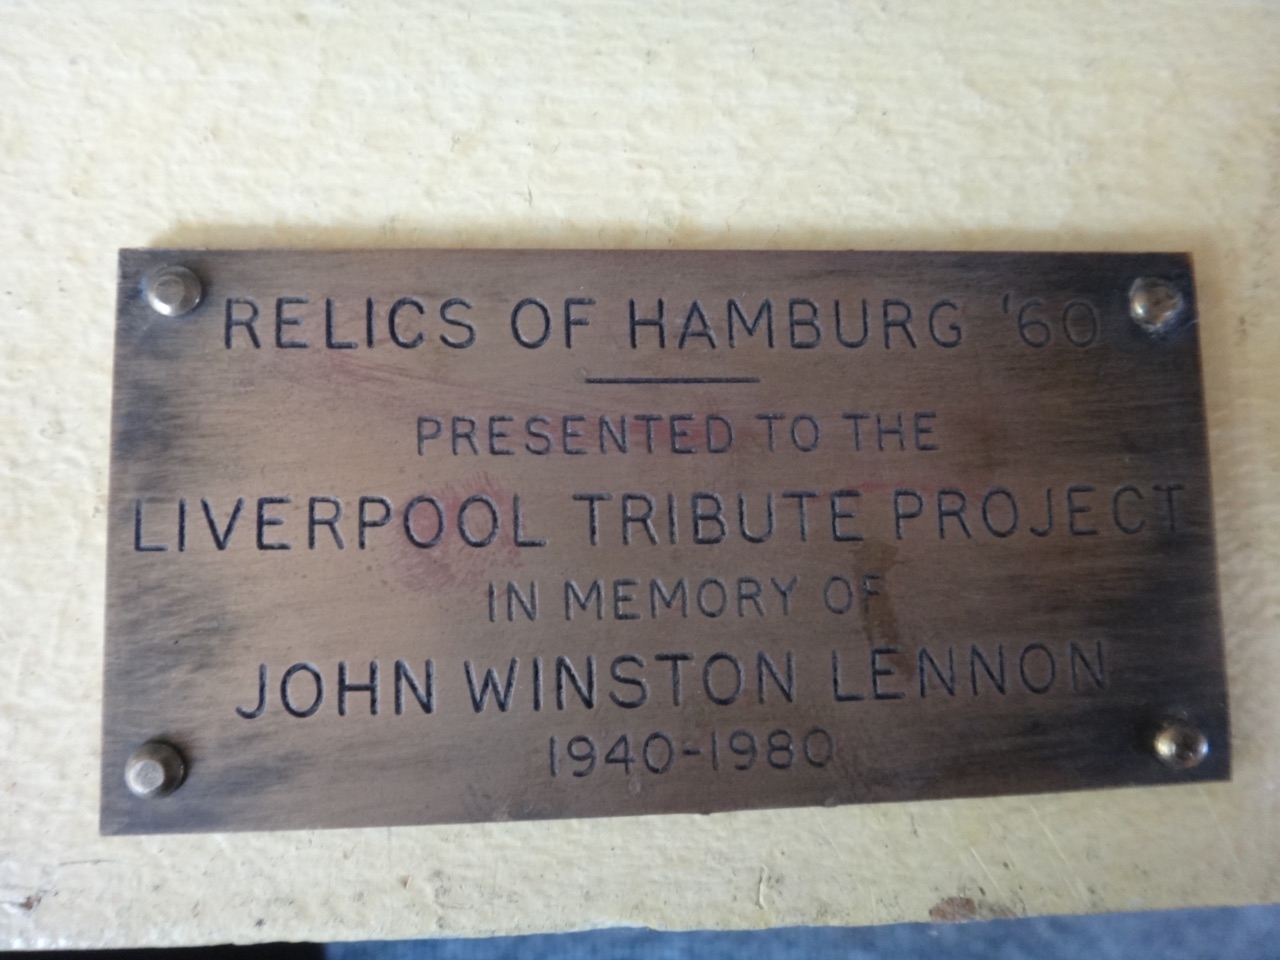 RELICS OF HAMBURG '60
PRESENTED TO THE
LIVERPOOL TRIBUTE PROJECT
IN MEMORY OF
JOHN WINSTON LENNON
1940-1980